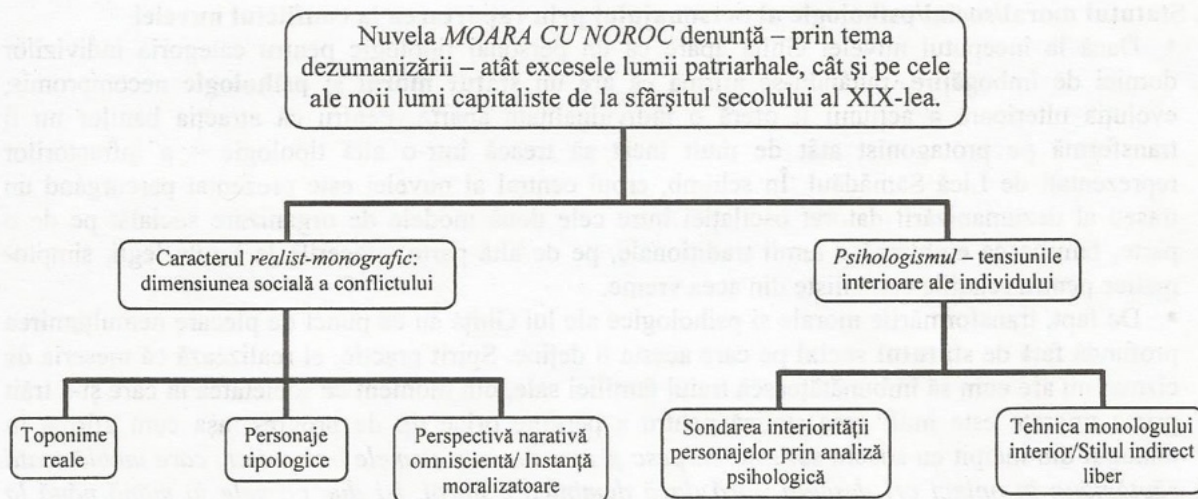 Nuvela MOARA CU NOROC denunță – prin tema
dezumanizării – atât excesele lumii patriarhale, cât și pe cele
ale noii lumi capitaliste de la sfârșitul secolului al XIX-lea.
Caracterul realist-monografic:
dimensiunea socială a conflictului
Psihologismul – tensiunile
interioare ale individului
Toponime
reale
Personaje
tipologice
Perspectivă narativă
omniscientă/ Instanță
moralizatoare
Sondarea interiorității
personajelor prin analiză
psihologică
Tehnica monologului
interior/Stilul indirect
liber